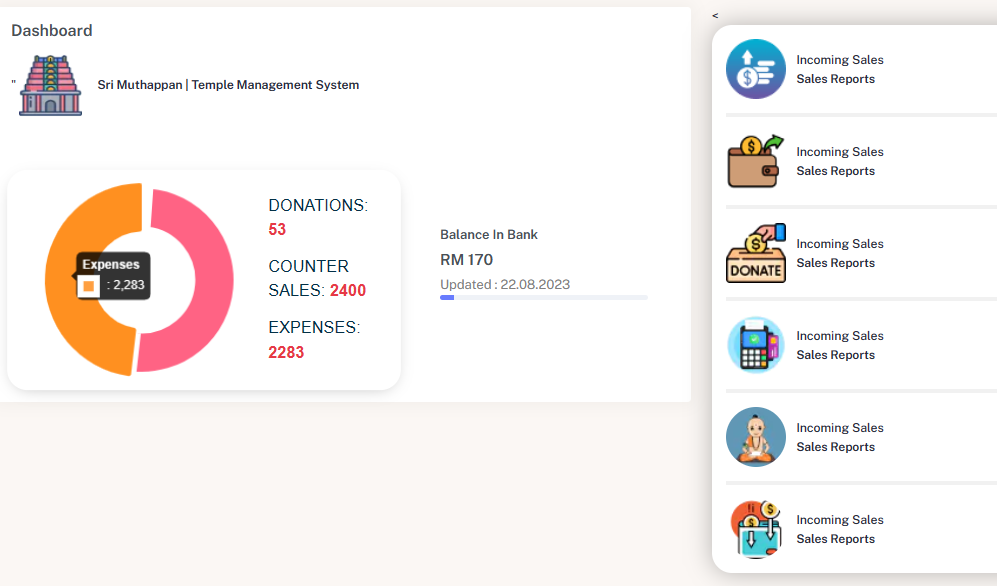 Dashboard
"
Sri Muthappan | Temple Management System
DONATIONS:
53
COUNTER
SALES: 2400
EXPENSES:
2283
Expenses
: 2,283
Balance In Bank
RM 170
Updated : 22.08.2023
<
Incoming Sales
Sales Reports
Incoming Sales
Sales Reports
DONATE
Incoming Sales
Sales Reports
Incoming Sales
Sales Reports
Incoming Sales
Sales Reports
Incoming Sales
Sales Reports